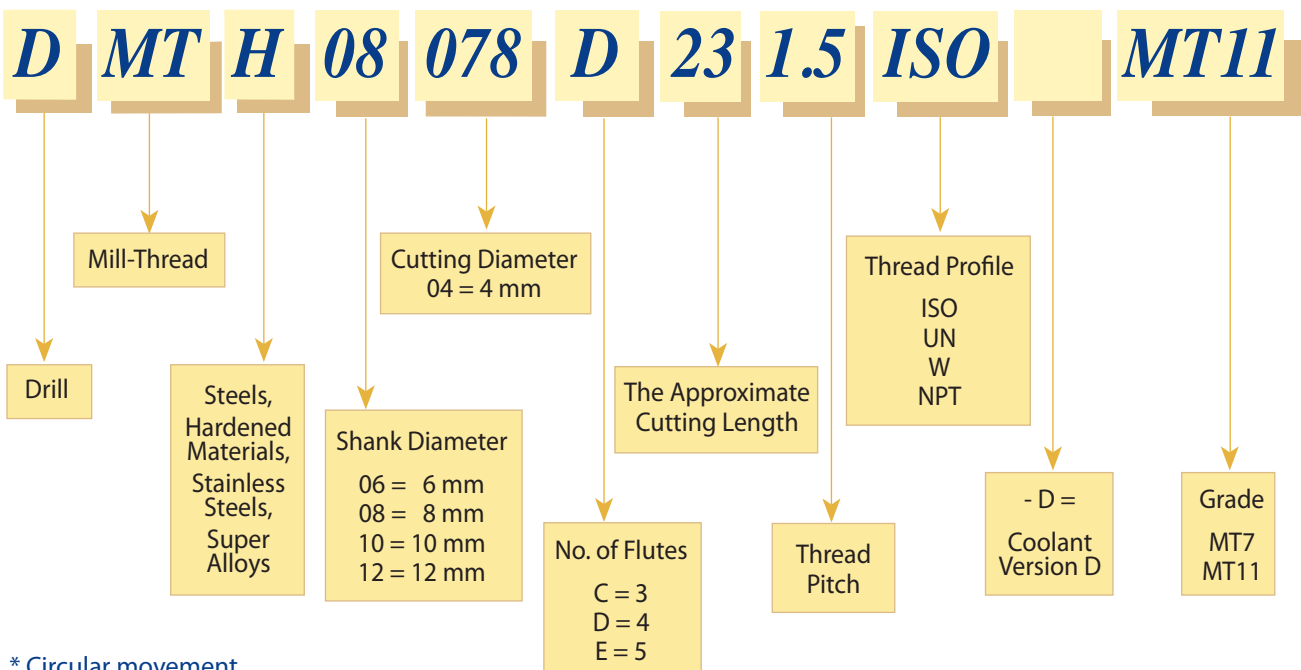 D MT H 08 078 D 23 1.5 ISO MT11
Drill
Mill-Thread
Steels,
Hardened
Materials,
Stainless
Steels,
Super
Alloys
Shank Diameter
06 = 6 mm
08 = 8 mm
10 = 10 mm
12 = 12 mm
Cutting Diameter
04 = 4 mm
No. of Flutes
C = 3
D = 4
E = 5
The Approximate
Cutting Length
Thread
Pitch
Thread Profile
ISO
UN
W
NPT
- D =
Coolant
Version D
Grade
MT7
MT11
* Circular movement